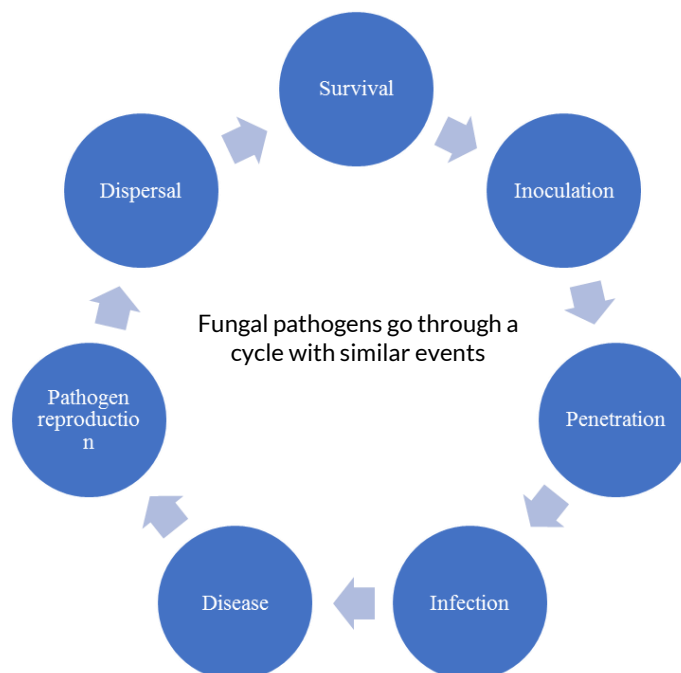 Survival
Inoculation
Penetration
Infection
Disease
Pathogen
reproductio
n
Dispersal
Fungal pathogens go through a
cycle with similar events